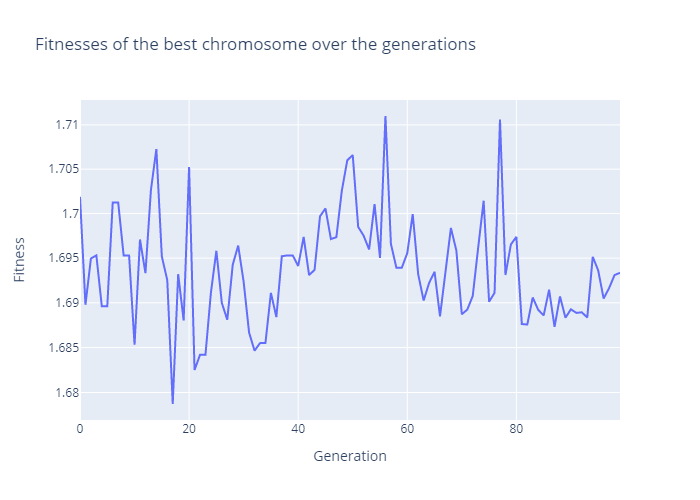 Fitnesses of the best chromosome over the generations
1.71
1.705
1.7
1.695
1.69
1.685
1.68
Fitness
0 20 40 60 80
Generation